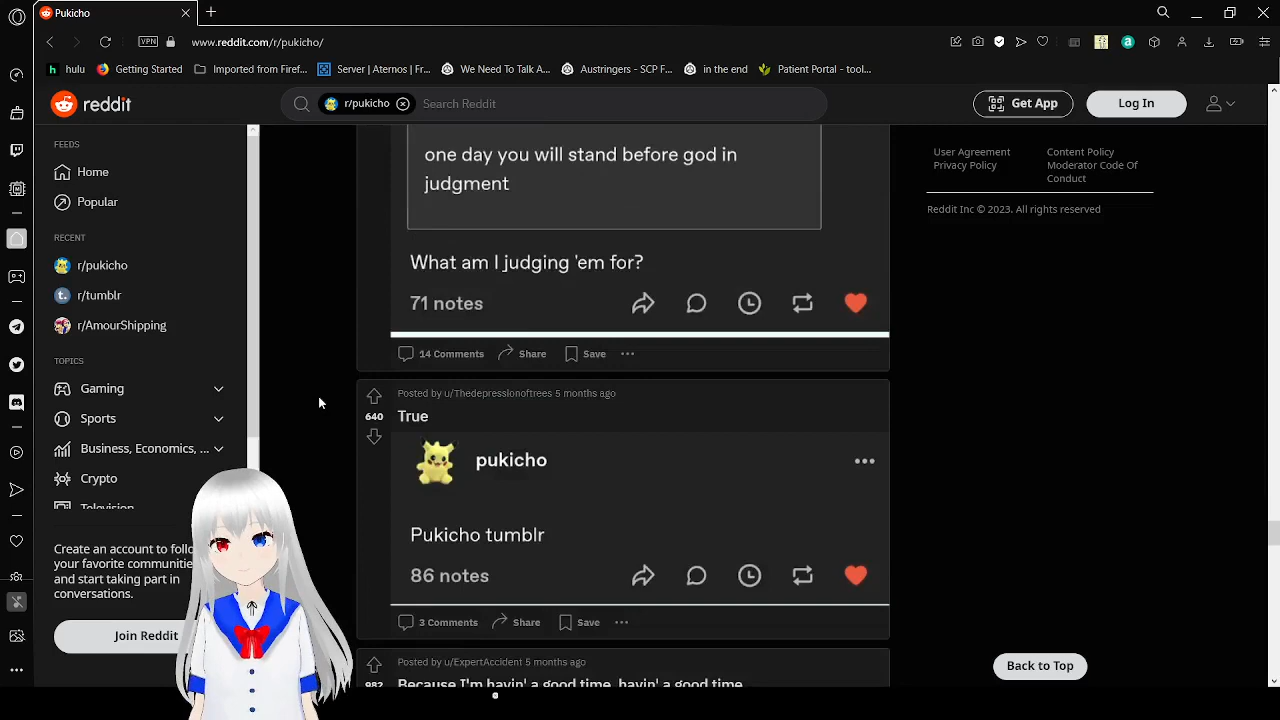 Pukicho
VPN
www.reddit.com/r/pukicho/
hulu
Getting Started
Imported from Firef...
Server | Aternos | Fr...
We Need To Talk A...
Austringers - SCP F...
in the end
Patient Portal - tool...
reddit
r/pukicho
Search Reddit
Get App
Log In
FEEDS
Home
Popular
RECENT
r/pukicho
r/tumblr
r/AmourShipping
TOPICS
Gaming
Sports
Business, Economics, ...
Crypto
Television
Create an account to follo
your favorite communities
and start taking part in
conversations.
Join Reddit
one day you will stand before god in
judgment
What am I judging 'em for?
71 notes
14 Comments
Share
Save
Posted by u/Thedepressionoftrees 5 months ago
640
True
pukicho
Pukicho tumblr
86 notes
3 Comments
Share
Save
Posted by u/ExpertAccident 5 months ago
982
Because I'm havin' a good time, havin' a good time
User Agreement
Privacy Policy
Content Policy
Moderator Code Of
Conduct
Reddit Inc © 2023. All rights reserved
Back to Top